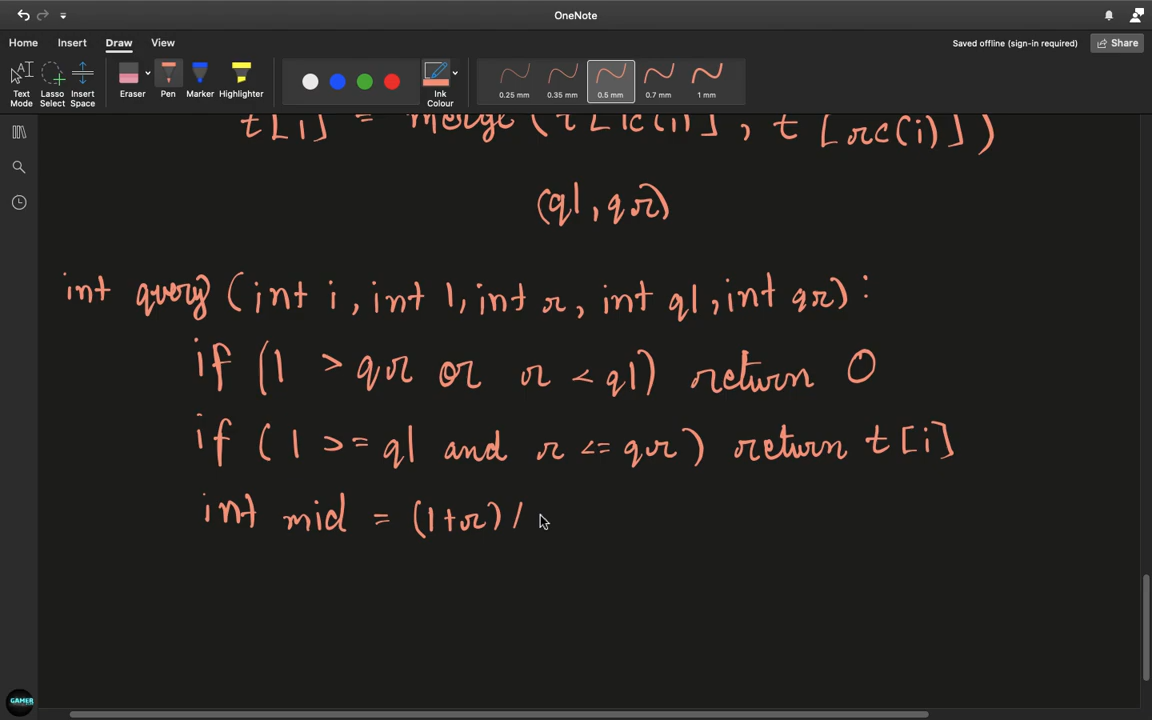 OneNote
Home Insert Draw View
Saved offline (sign-in required) Share
Text Mode Lasso Select Insert Space Eraser Pen Marker Highlighter Ink Colour 0.25 mm 0.35 mm 0.5 mm 0.7 mm 1 mm
t[i] = merge(t[lc(i)], t[rc(i)])
(ql, qr)
int query (int i, int l, int r, int ql, int qr):
if (l > qr or r < ql) return 0
if (l >= ql and r <= qr) return t[i]
int mid = (l+r)/
GAMER